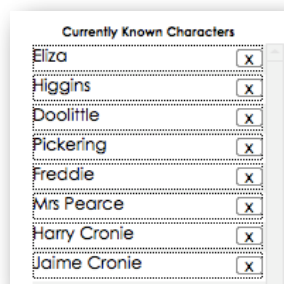 Currently Known Characters
Eliza X
Higgins X
Doolittle X
Pickering X
Freddie X
Mrs Pearce X
Harry Cronie X
Jaime Cronie X